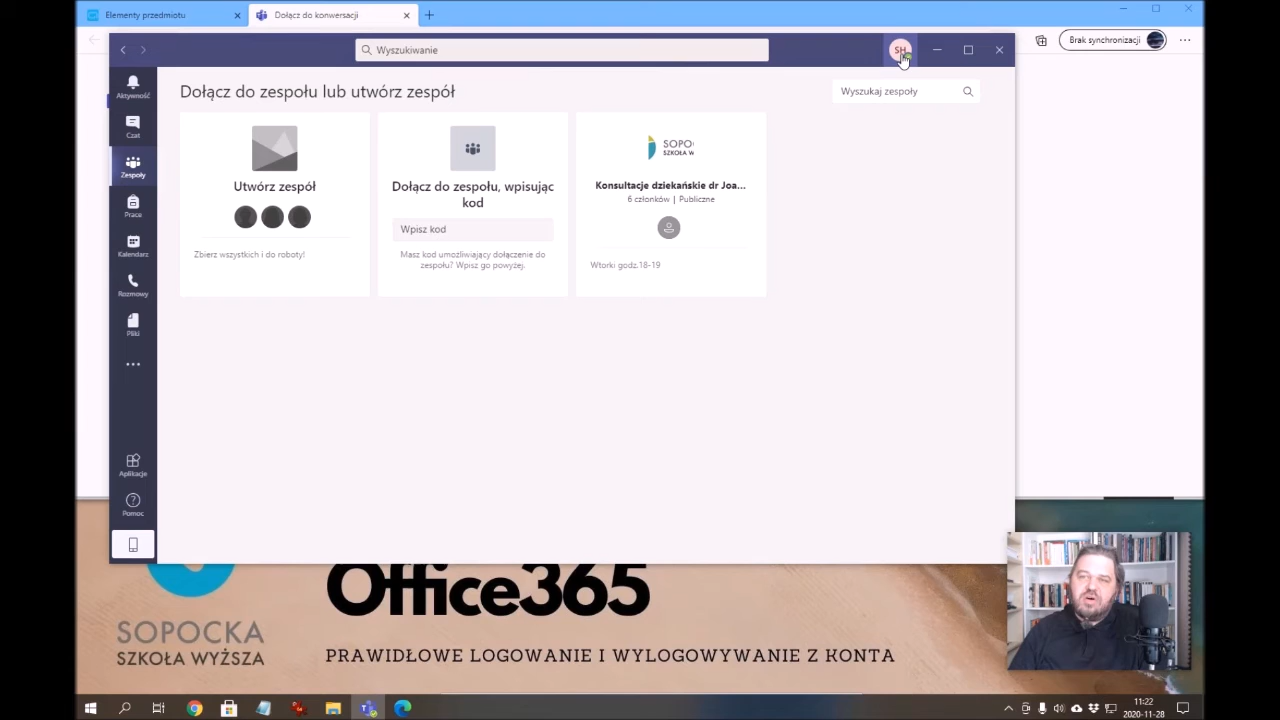 Elementy przedmiotu
Dołącz do konwersacji
Brak synchronizacji
Wyszukiwanie
SH
Aktywność
Czat
Zespoły
Prace
Kalendarz
Rozmowy
Pliki
Aplikacje
Pomoc
Dołącz do zespołu lub utwórz zespół
Wyszukaj zespoły
Utwórz zespół
Zbierz wszystkich i do roboty!
Dołącz do zespołu, wpisując
kod
Wpisz kod
Masz kod umożliwiający dołączenie do
zespołu? Wpisz go powyżej.
SOPO
SZKOŁA W
Konsultacje dziekańskie dr Joa...
6 członków | Publiczne
Wtorki godz.18-19
Office365
SOPOCKA
SZKOŁA WYŻSZA
PRAWIDŁOWE LOGOWANIE I WYLOGOWYWANIE Z KONTA
11:22
2020-11-28